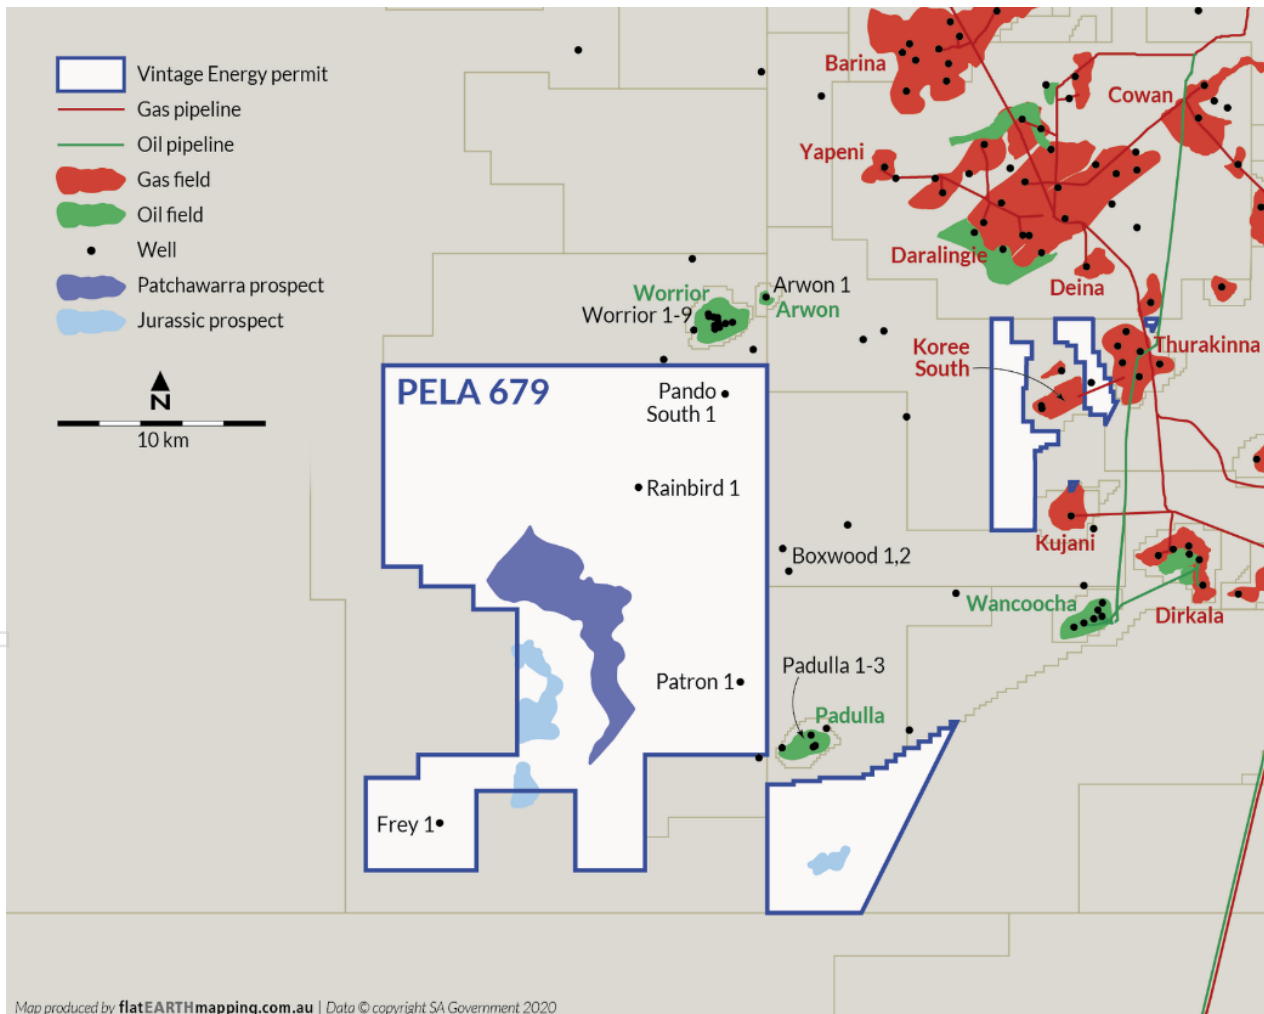 Vintage Energy permit
Gas pipeline
Oil pipeline
Gas field
Oil field
Well
Patchawarra prospect
Jurassic prospect
N
10 km
Barina
Cowan
Yapeni
Daralingie
Deina
Worrior
Worrior 1-9
Arwon 1
Arwon
Thurakinna
Koree
South
PELA 679
Pando
South 1
Rainbird 1
Boxwood 1,2
Kujani
Wancoocha
Dirkala
Patron 1
Padulla 1-3
Padulla
Frey 1
Map produced by flatEARTHmapping.com.au | Data © copyright SA Government 2020